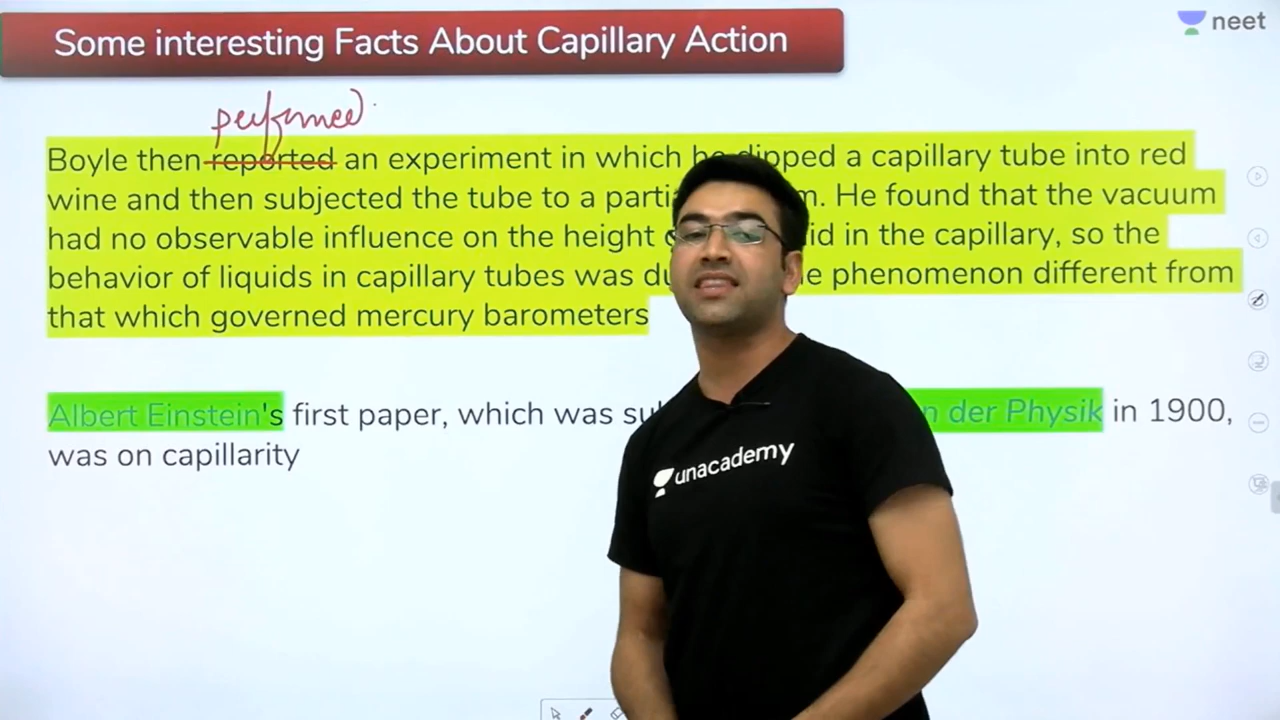 Some interesting Facts About Capillary Action
neet
performed
Boyle then reported an experiment in which he dipped a capillary tube into red
wine and then subjected the tube to a parti m. He found that the vacuum
had no observable influence on the height id in the capillary, so the
behavior of liquids in capillary tubes was du e phenomenon different from
that which governed mercury barometers
Albert Einstein's first paper, which was su n der Physik in 1900,
was on capillarity
unacademy